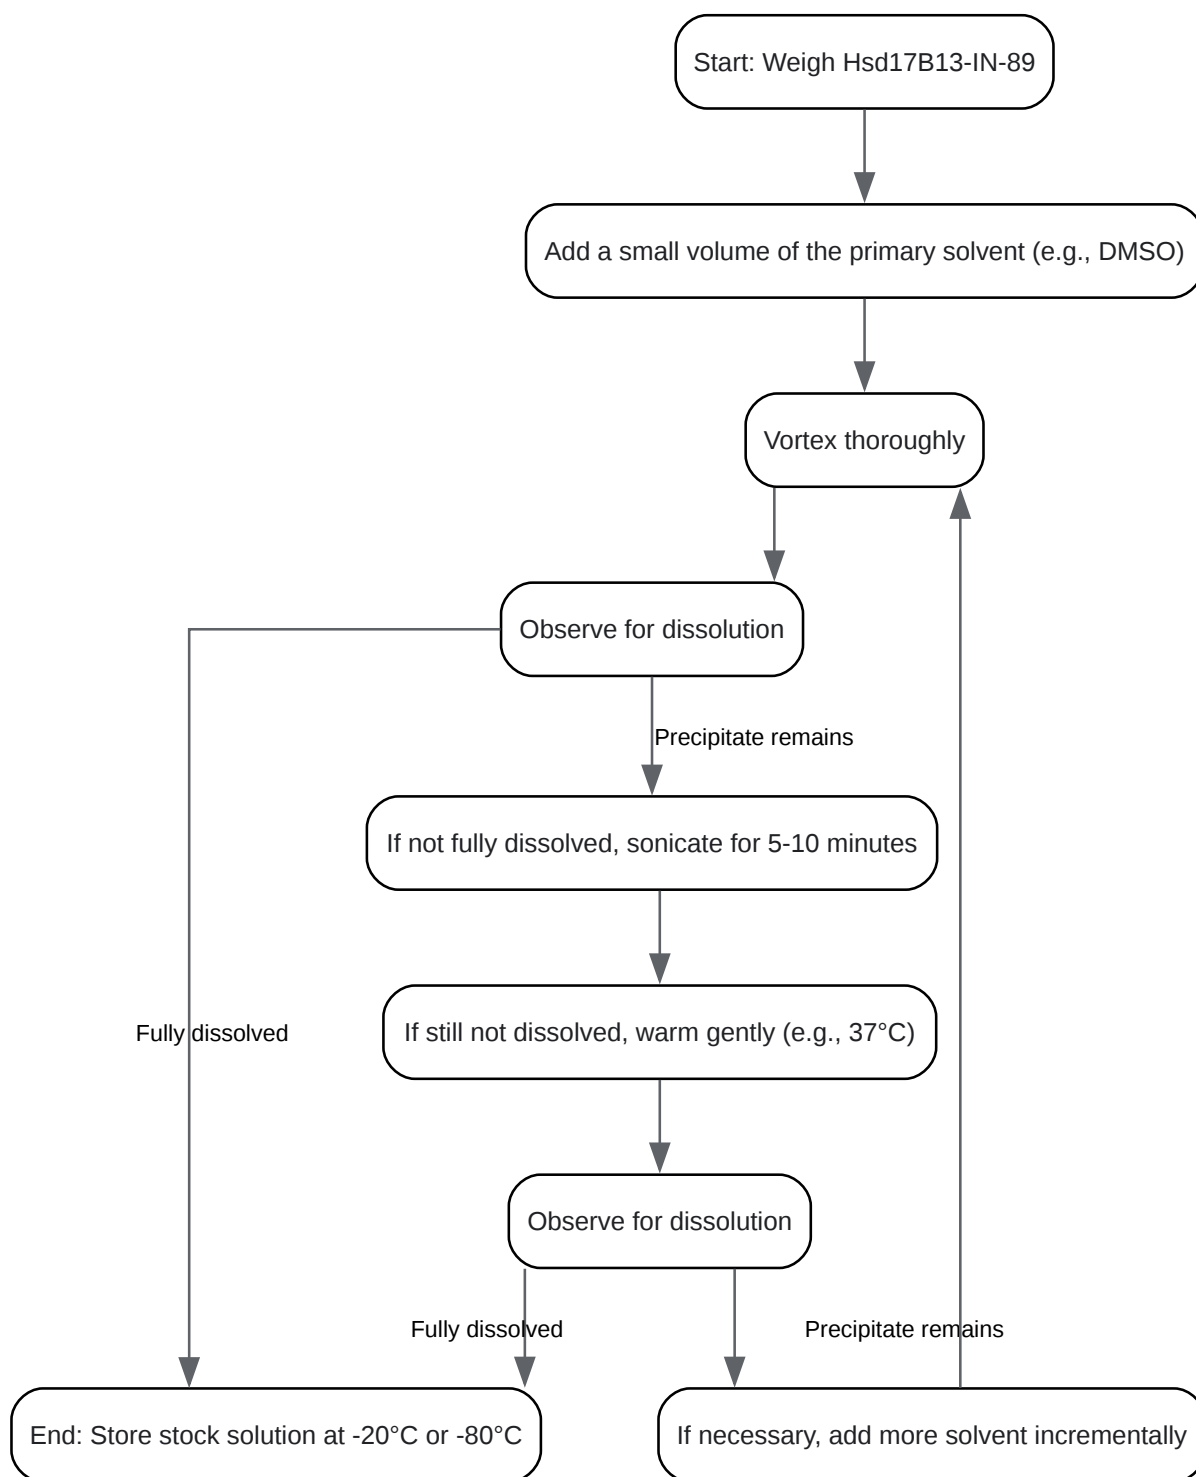 Start: Weigh Hsd17B13-IN-89
Add a small volume of the primary solvent (e.g., DMSO)
Vortex thoroughly
Observe for dissolution
Precipitate remains
If not fully dissolved, sonicate for 5-10 minutes
If still not dissolved, warm gently (e.g., 37°C)
Fully dissolved
Observe for dissolution
Fully dissolved
Precipitate remains
End: Store stock solution at -20°C or -80°C
If necessary, add more solvent incrementally